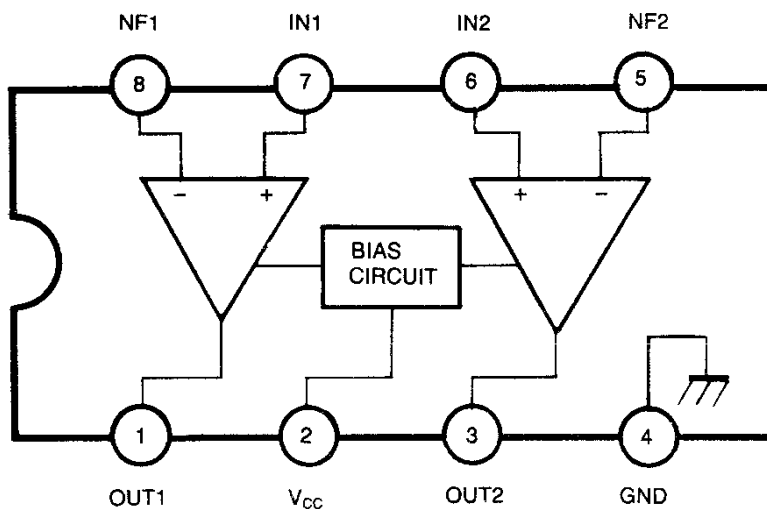 NF1 IN1 IN2 NF2
8 7 6 5
− + + −
BIAS
CIRCUIT
1 2 3 4
OUT1 VCC OUT2 GND